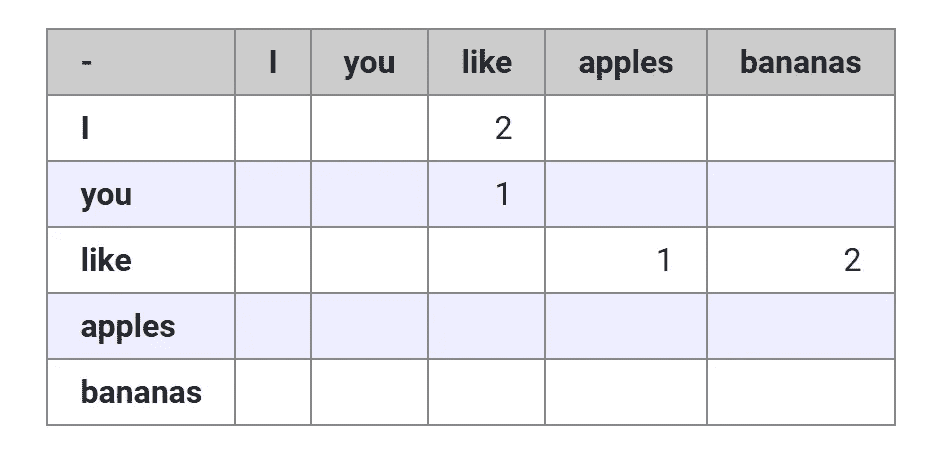 - I you like apples bananas
I 2
you 1
like 1 2
apples
bananas